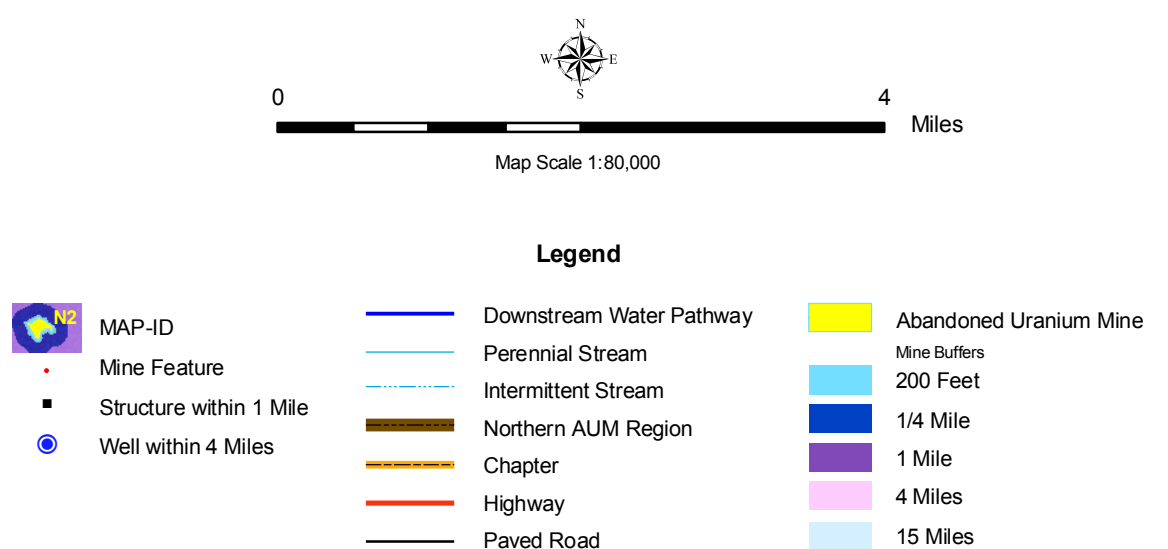 N
W E
S
0 4
Miles
Map Scale 1:80,000
Legend
N2
MAP-ID
Mine Feature
Structure within 1 Mile
Well within 4 Miles
Downstream Water Pathway
Perennial Stream
Intermittent Stream
Northern AUM Region
Chapter
Highway
Paved Road
Abandoned Uranium Mine
Mine Buffers
200 Feet
1/4 Mile
1 Mile
4 Miles
15 Miles